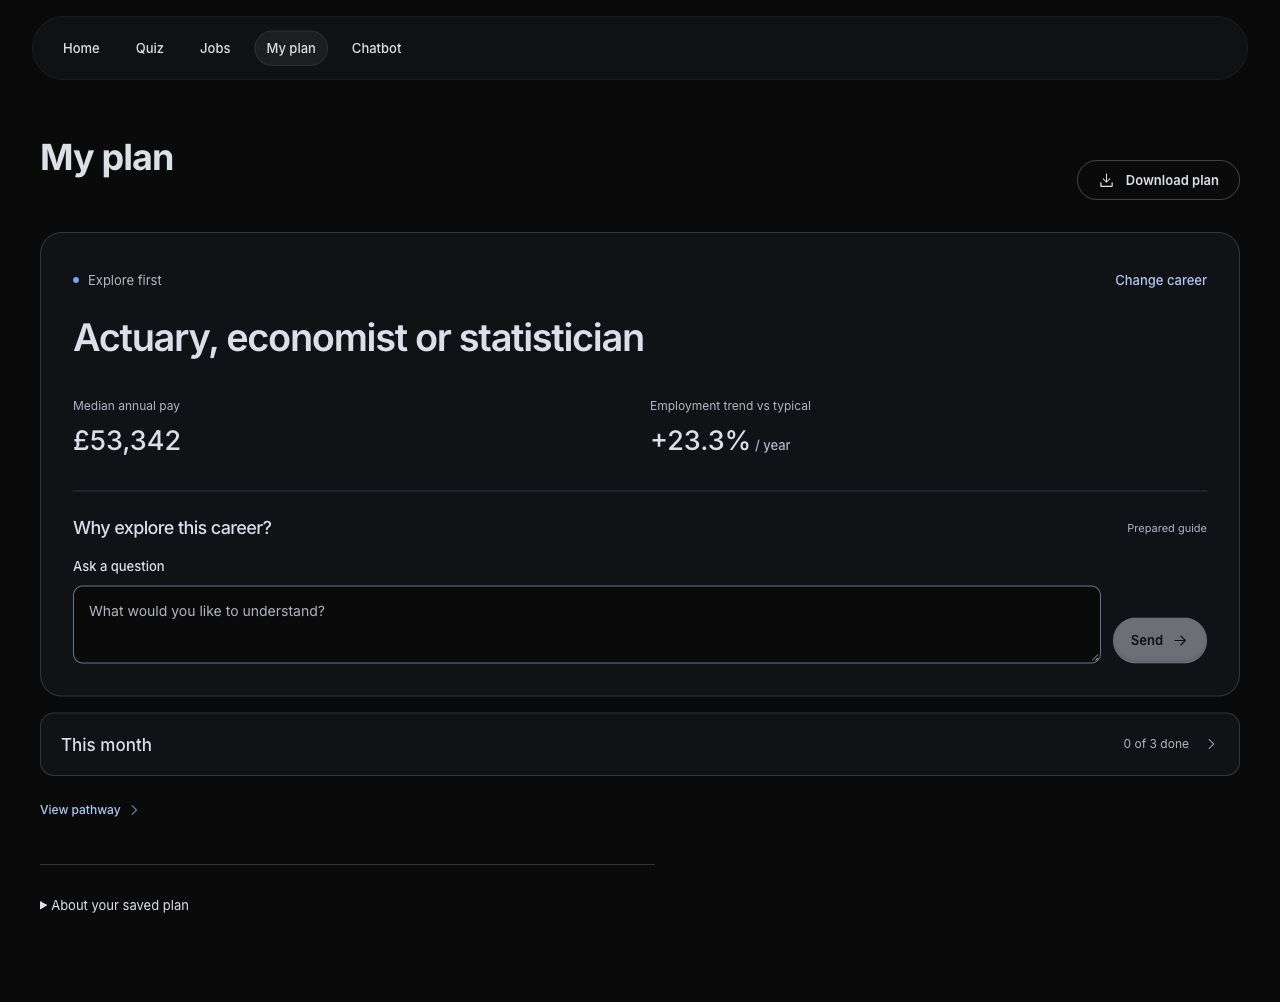 Home Quiz Jobs My plan Chatbot
My plan
Download plan
Explore first
Change career
Actuary, economist or statistician
Median annual pay
Employment trend vs typical
£53,342
+23.3% / year
Why explore this career?
Prepared guide
Ask a question
What would you like to understand?
Send
This month
0 of 3 done
View pathway
About your saved plan